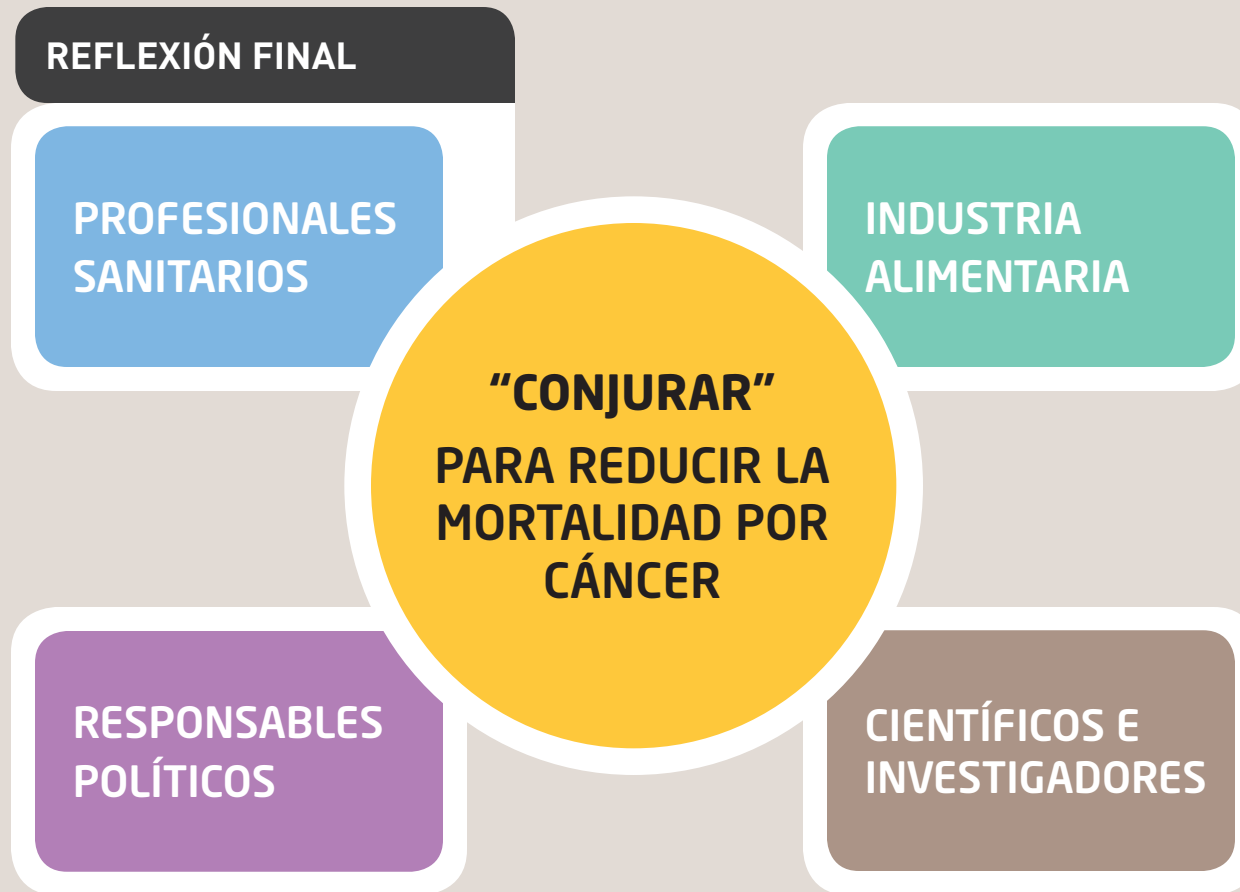 REFLEXIÓN FINAL
PROFESIONALES
SANITARIOS
INDUSTRIA
ALIMENTARIA
“CONJURAR”
PARA REDUCIR LA
MORTALIDAD POR
CÁNCER
RESPONSABLES
POLÍTICOS
CIENTÍFICOS E
INVESTIGADORES